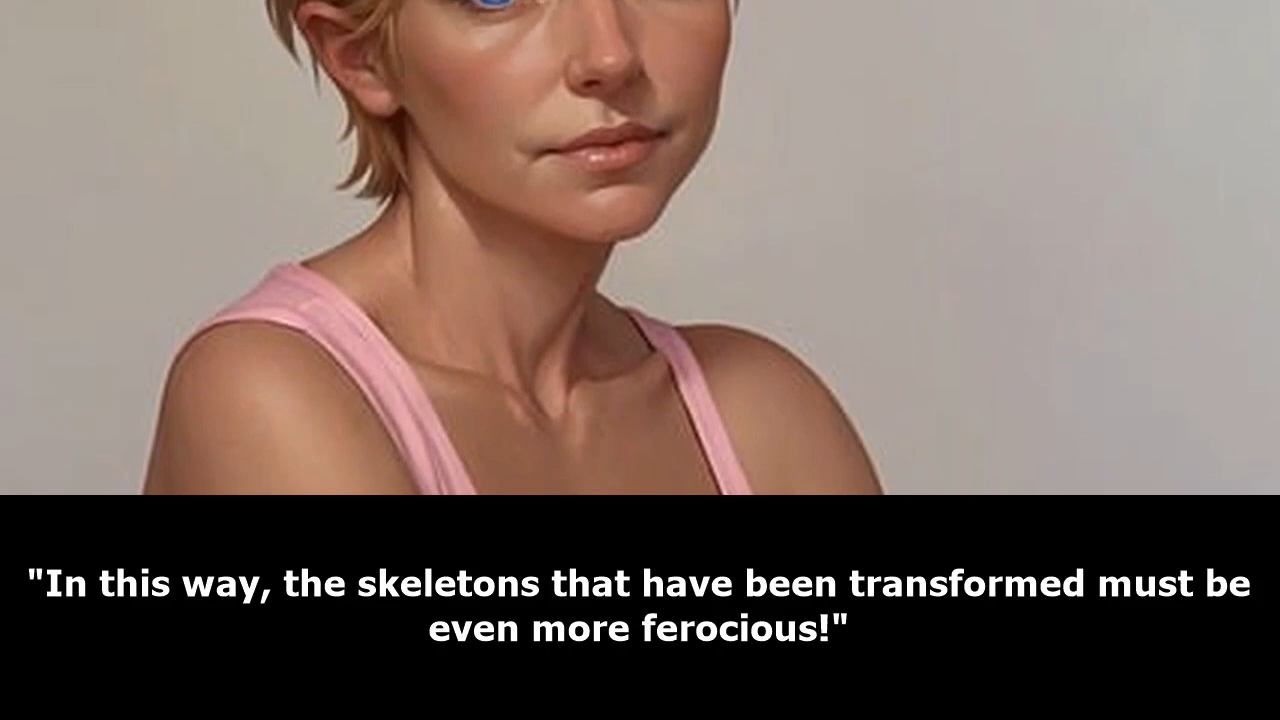 "In this way, the skeletons that have been transformed must be
even more ferocious!"